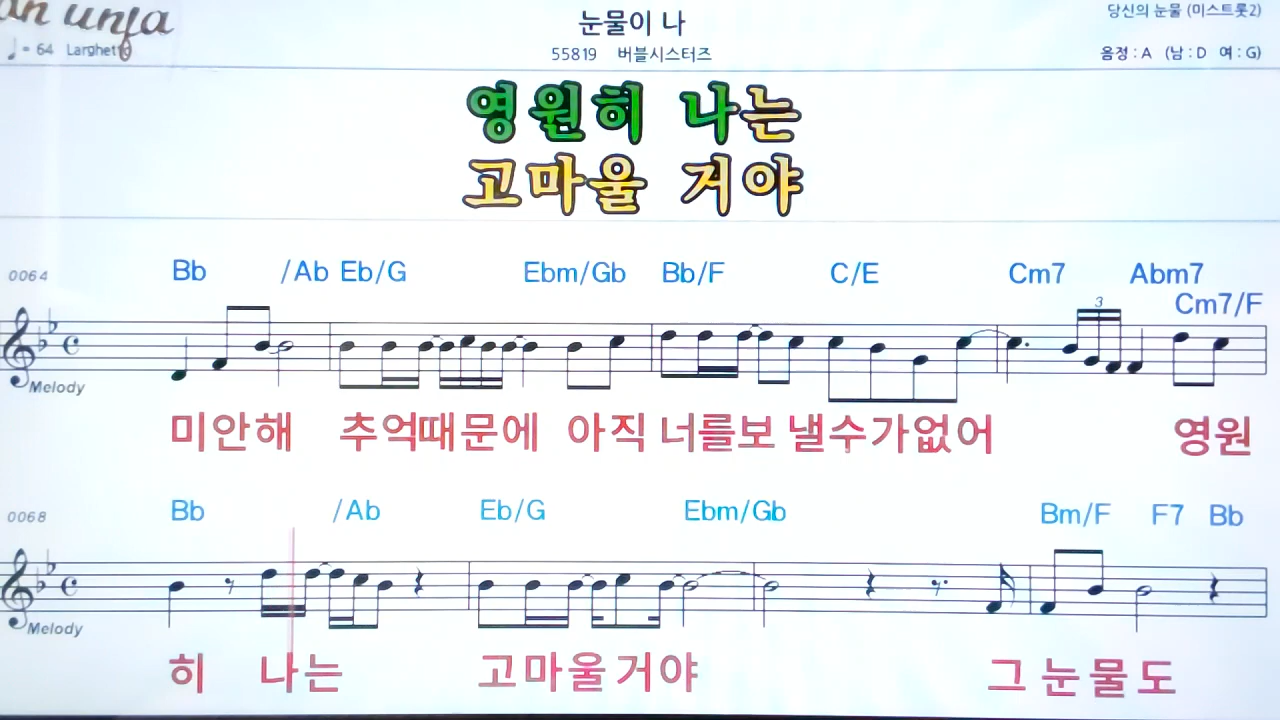 눈물이 나
당신의 눈물 (미스트롯2)
♩= 64 Larghetto
55819 버블시스터즈
음정 : A (남 : D 여 : G)
영원히 나는
고마울 거야
0064 Bb /Ab Eb/G Ebm/Gb Bb/F C/E Cm7 Abm7
Cm7/F
3
Melody
미안해 추억때문에 아직 너를보 낼수가없어 영원
0068 Bb /Ab Eb/G Ebm/Gb Bm/F F7 Bb
Melody
히 나는 고마울거야 그눈물도